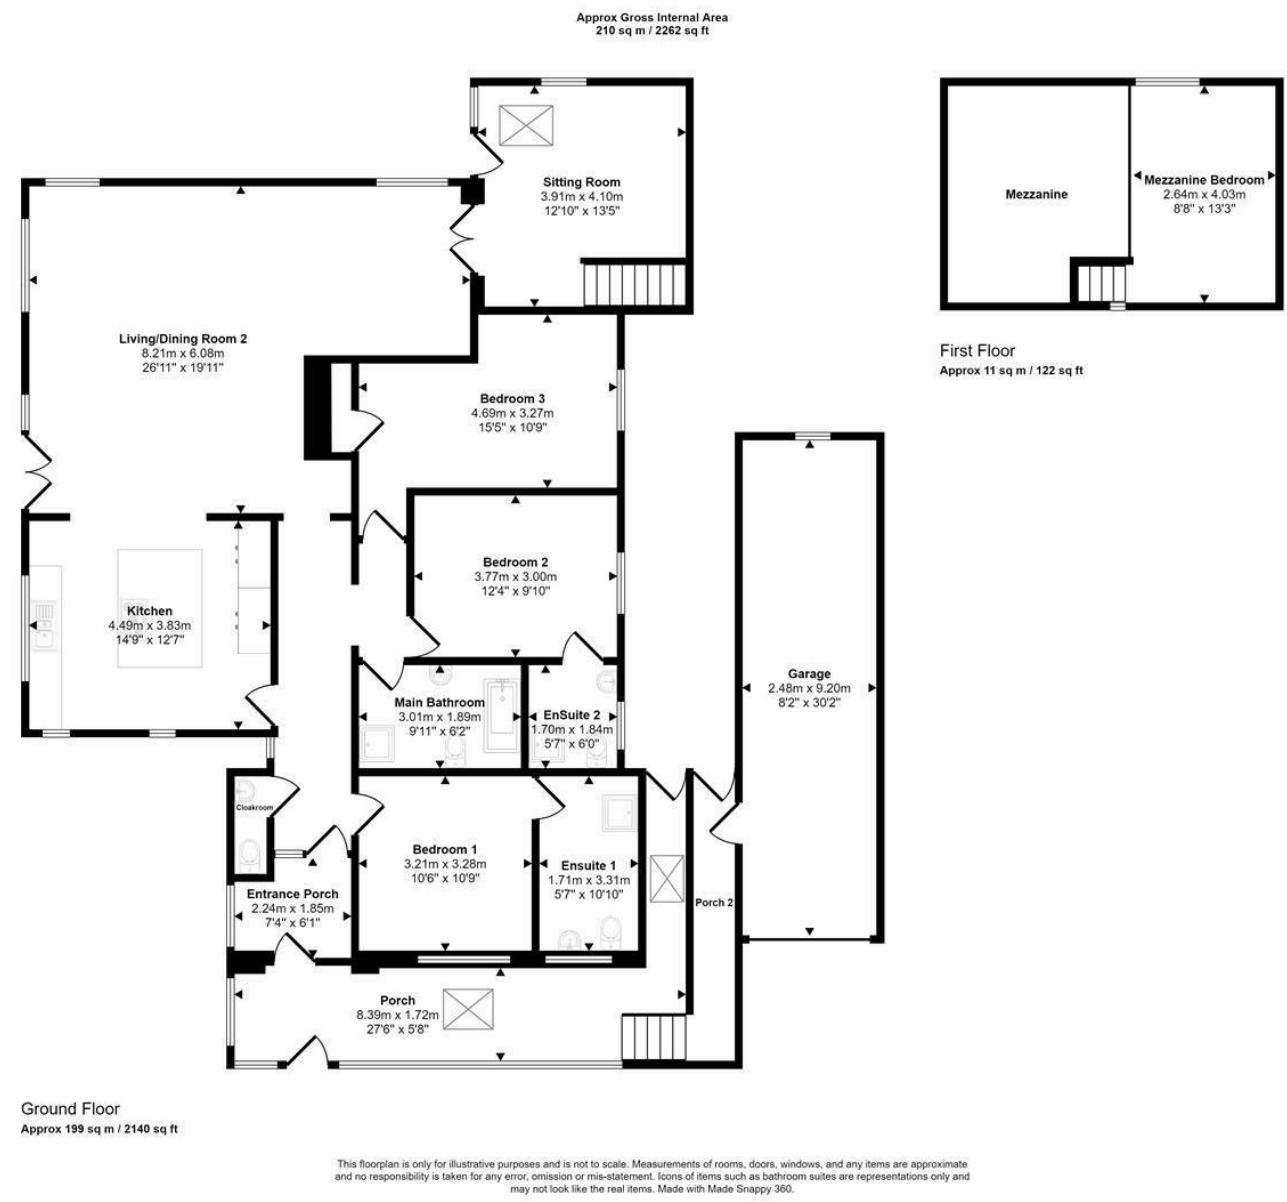 Approx Gross Internal Area
210 sq m / 2262 sq ft
Sitting Room
3.91m x 4.10m
12'10" x 13'5"
Mezzanine
Mezzanine Bedroom
2.64m x 4.03m
8'8" x 13'3"
First Floor
Approx 11 sq m / 122 sq ft
Living/Dining Room 2
8.21m x 6.08m
26'11" x 19'11"
Bedroom 3
4.69m x 3.27m
15'5" x 10'9"
Bedroom 2
3.77m x 3.00m
12'4" x 9'10"
Kitchen
4.49m x 3.83m
14'9" x 12'7"
Garage
2.48m x 9.20m
8'2" x 30'2"
Main Bathroom
3.01m x 1.89m
9'11" x 6'2"
EnSuite 2
1.70m x 1.84m
5'7" x 6'0"
Cloakroom
Bedroom 1
3.21m x 3.28m
10'6" x 10'9"
Ensuite 1
1.71m x 3.31m
5'7" x 10'10"
Entrance Porch
2.24m x 1.85m
7'4" x 6'1"
Porch 2
Porch
8.39m x 1.72m
27'6" x 5'8"
Ground Floor
Approx 199 sq m / 2140 sq ft
This floorplan is only for illustrative purposes and is not to scale. Measurements of rooms, doors, windows, and any items are approximate
and no responsibility is taken for any error, omission or mis-statement. Icons of items such as bathroom suites are representations only and
may not look like the real items. Made with Made Snappy 360.